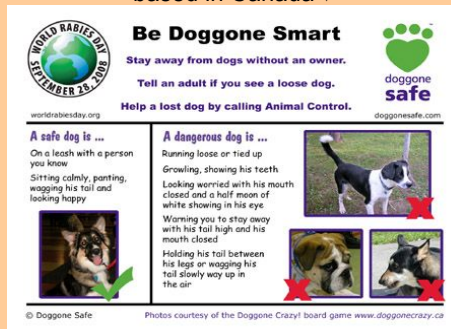 based in Canada
WORLD RABIES DAY
SEPTEMBER 28, 2008
worldrabiesday.org
Be Doggone Smart
Stay away from dogs without an owner.
Tell an adult if you see a loose dog.
Help a lost dog by calling Animal Control.
doggone
safe
™
doggonesafe.com
A safe dog is ...
On a leash with a person
you know
Sitting calmly, panting,
wagging his tail and
looking happy
A dangerous dog is ...
Running loose or tied up
Growling, showing his teeth
Looking worried with his mouth
closed and a half moon of
white showing in his eye
Warning you to stay away
with his tail high and his
mouth closed
Holding his tail between
his legs or wagging his
tail slowly way up in
the air
© Doggone Safe
Photos courtesy of the Doggone Crazy! board game www.doggonecrazy.ca